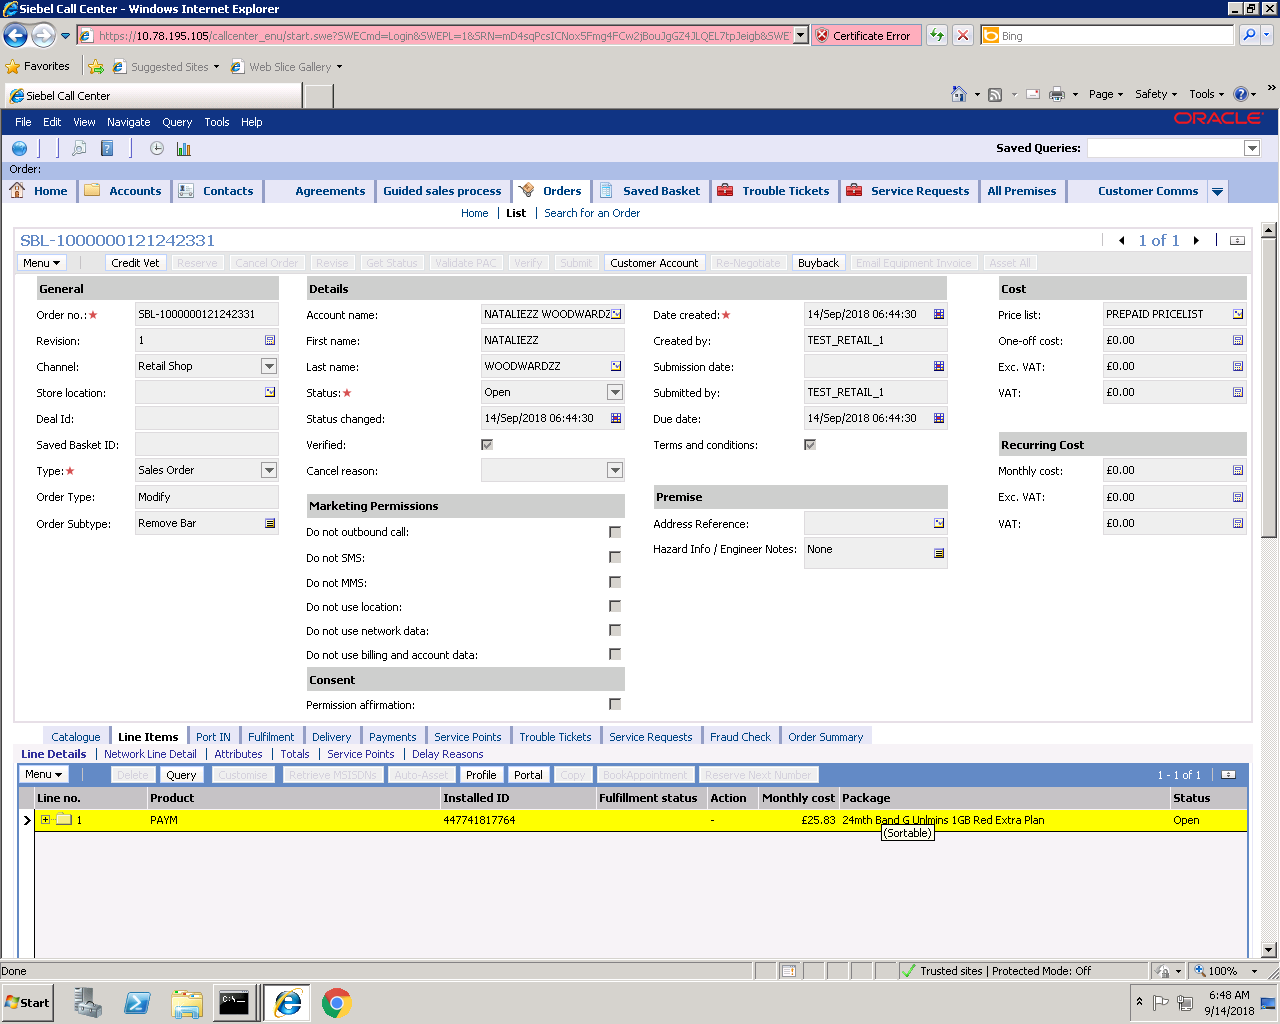 Siebel Call Center - Windows Internet Explorer
https://10.78.195.105/callcenter_enu/start.swe?SWECmd=Login&SWEPL=1&SRN=mD4sqPcsICNox5Fmg4FCw2jBouJgGZ4JLQEL7tpJeigb&SWE
Certificate Error
Bing
Favorites
Suggested Sites
Web Slice Gallery
Siebel Call Center
Page
Safety
Tools
File Edit View Navigate Query Tools Help
ORACLE
Saved Queries:
Order:
Home Accounts Contacts Agreements Guided sales process Orders Saved Basket Trouble Tickets Service Requests All Premises Customer Comms
Home | List | Search for an Order
SBL-1000000121242331
1 of 1
Menu Credit Vet Reserve Cancel Order Revise Get Status Validate PAC Verify Submit Customer Account Re-Negotiate Buyback Email Equipment Invoice Asset All
General
Order no.: SBL-1000000121242331
Revision: 1
Channel: Retail Shop
Store location:
Deal Id:
Saved Basket ID:
Type: Sales Order
Order Type: Modify
Order Subtype: Remove Bar
Details
Account name: NATALIEZZ WOODWARDZ
First name: NATALIEZZ
Last name: WOODWARDZZ
Status: Open
Status changed: 14/Sep/2018 06:44:30
Verified:
Cancel reason:
Marketing Permissions
Do not outbound call:
Do not SMS:
Do not MMS:
Do not use location:
Do not use network data:
Do not use billing and account data:
Consent
Permission affirmation:
Date created: 14/Sep/2018 06:44:30
Created by: TEST_RETAIL_1
Submission date:
Submitted by: TEST_RETAIL_1
Due date: 14/Sep/2018 06:44:30
Terms and conditions:
Premise
Address Reference:
Hazard Info / Engineer Notes: None
Cost
Price list: PREPAID PRICELIST
One-off cost: £0.00
Exc. VAT: £0.00
VAT: £0.00
Recurring Cost
Monthly cost: £0.00
Exc. VAT: £0.00
VAT: £0.00
Catalogue Line Items Port IN Fulfilment Delivery Payments Service Points Trouble Tickets Service Requests Fraud Check Order Summary
Line Details | Network Line Detail | Attributes | Totals | Service Points | Delay Reasons
Menu Delete Query Customise Retrieve MSISDNs Auto-Asset Profile Portal Copy BookAppointment Reserve Next Number
1 - 1 of 1
Line no. Product Installed ID Fulfillment status Action Monthly cost Package Status
1 PAYM 447741817764 - £25.83 24mth Band G Unlmins 1GB Red Extra Plan Open
(Sortable)
Done
Trusted sites | Protected Mode: Off
100%
Start
6:48 AM
9/14/2018